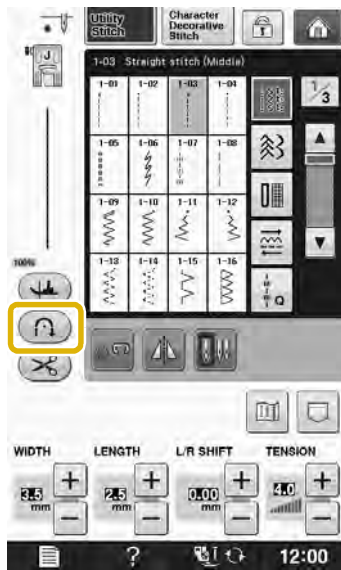 Utility
Stitch
Character
Decorative
Stitch
J
1-03 Straight stitch (Middle)
1-01 1-02 1-03 1-04
1/3
1-05 1-06 1-07 1-08
1-09 1-10 1-11 1-12
1-13 1-14 1-15 1-16
100%
Q
WIDTH LENGTH L/R SHIFT TENSION
3.5 mm + −
2.5 mm + −
0.00 mm + −
4.0 + −
? 12:00